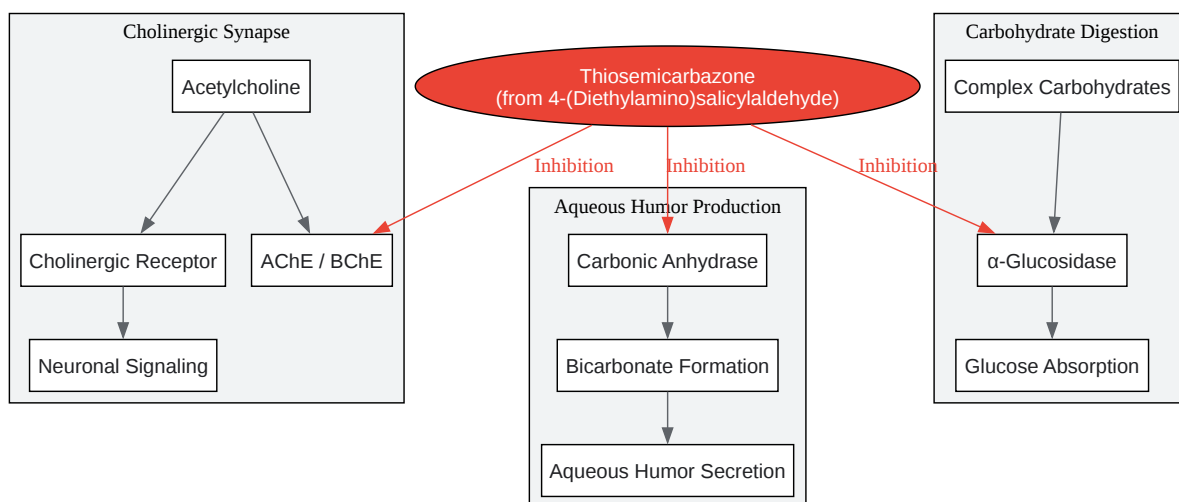 Cholinergic Synapse
Acetylcholine
Cholinergic Receptor
AChE / BChE
Neuronal Signaling
Thiosemicarbazone
(from 4-(Diethylamino)salicylaldehyde)
Inhibition
Inhibition
Inhibition
Aqueous Humor Production
Carbonic Anhydrase
Bicarbonate Formation
Aqueous Humor Secretion
Carbohydrate Digestion
Complex Carbohydrates
α-Glucosidase
Glucose Absorption